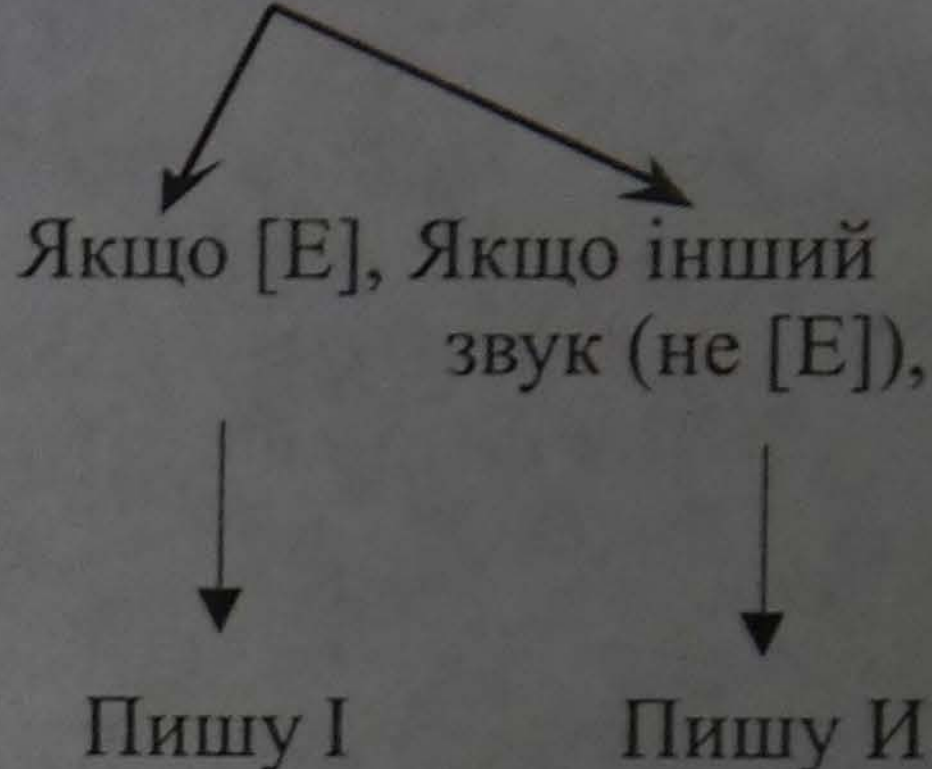 Якщо [Е], Якщо інший
звук (не [Е]),
Пишу І Пишу И